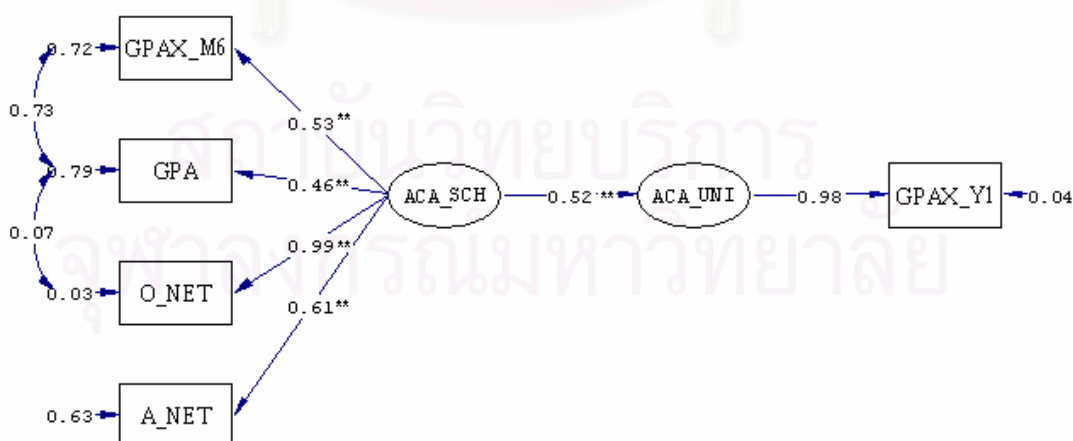 0.72 GPAX_M6
0.73
0.53**
0.79 GPA
0.46**
ACA_SCH 0.52** ACA_UNI 0.98 GPAX_Y1 0.04
0.07
0.99**
0.03 O_NET
0.61**
0.63 A_NET
สถาบันวิทยบริการ
จุฬาลงกรณ์มหาวิทยาลัย